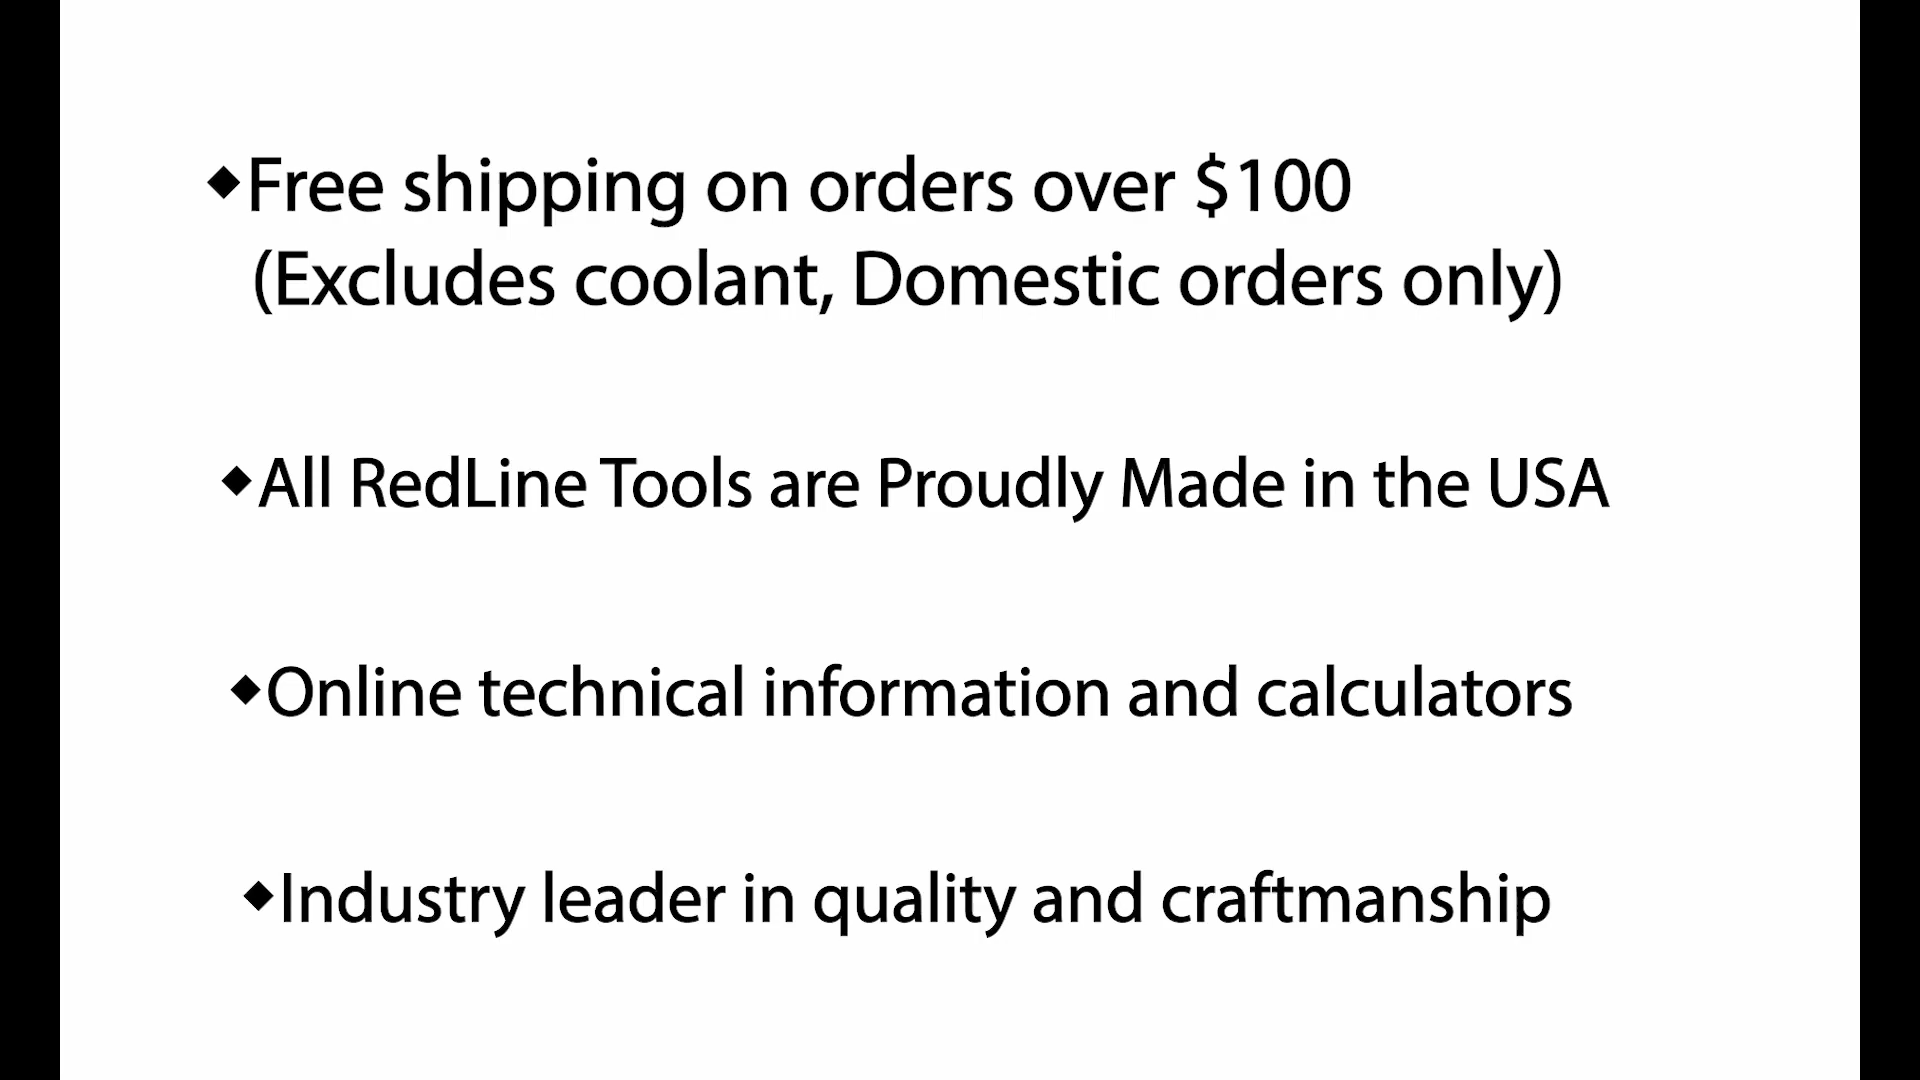 ◆Free shipping on orders over $100
(Excludes coolant, Domestic orders only)
◆All RedLine Tools are Proudly Made in the USA
◆Online technical information and calculators
◆Industry leader in quality and craftmanship